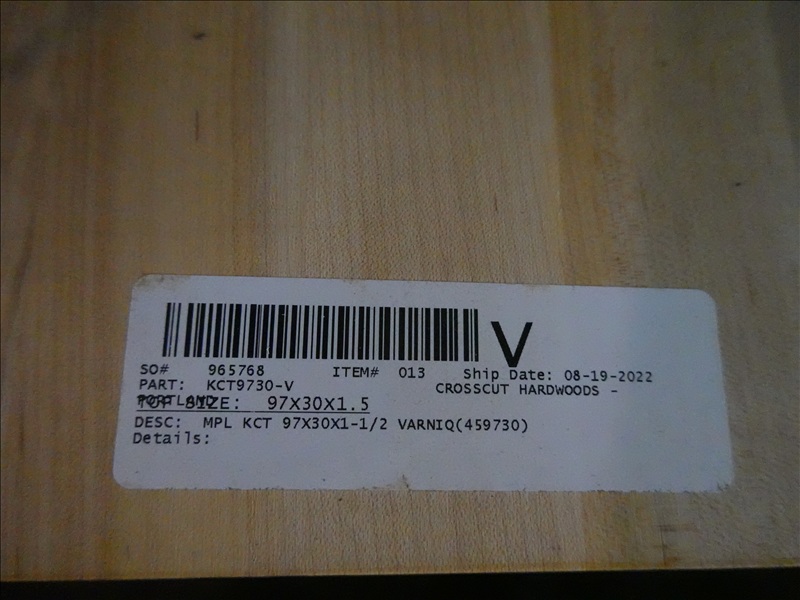 V
SO# 965768 ITEM# 013 Ship Date: 08-19-2022
PART: KCT9730-V CROSSCUT HARDWOODS -
PORTLAND
TOP SIZE: 97X30X1.5
DESC: MPL KCT 97X30X1-1/2 VARNIQ(459730)
Details: